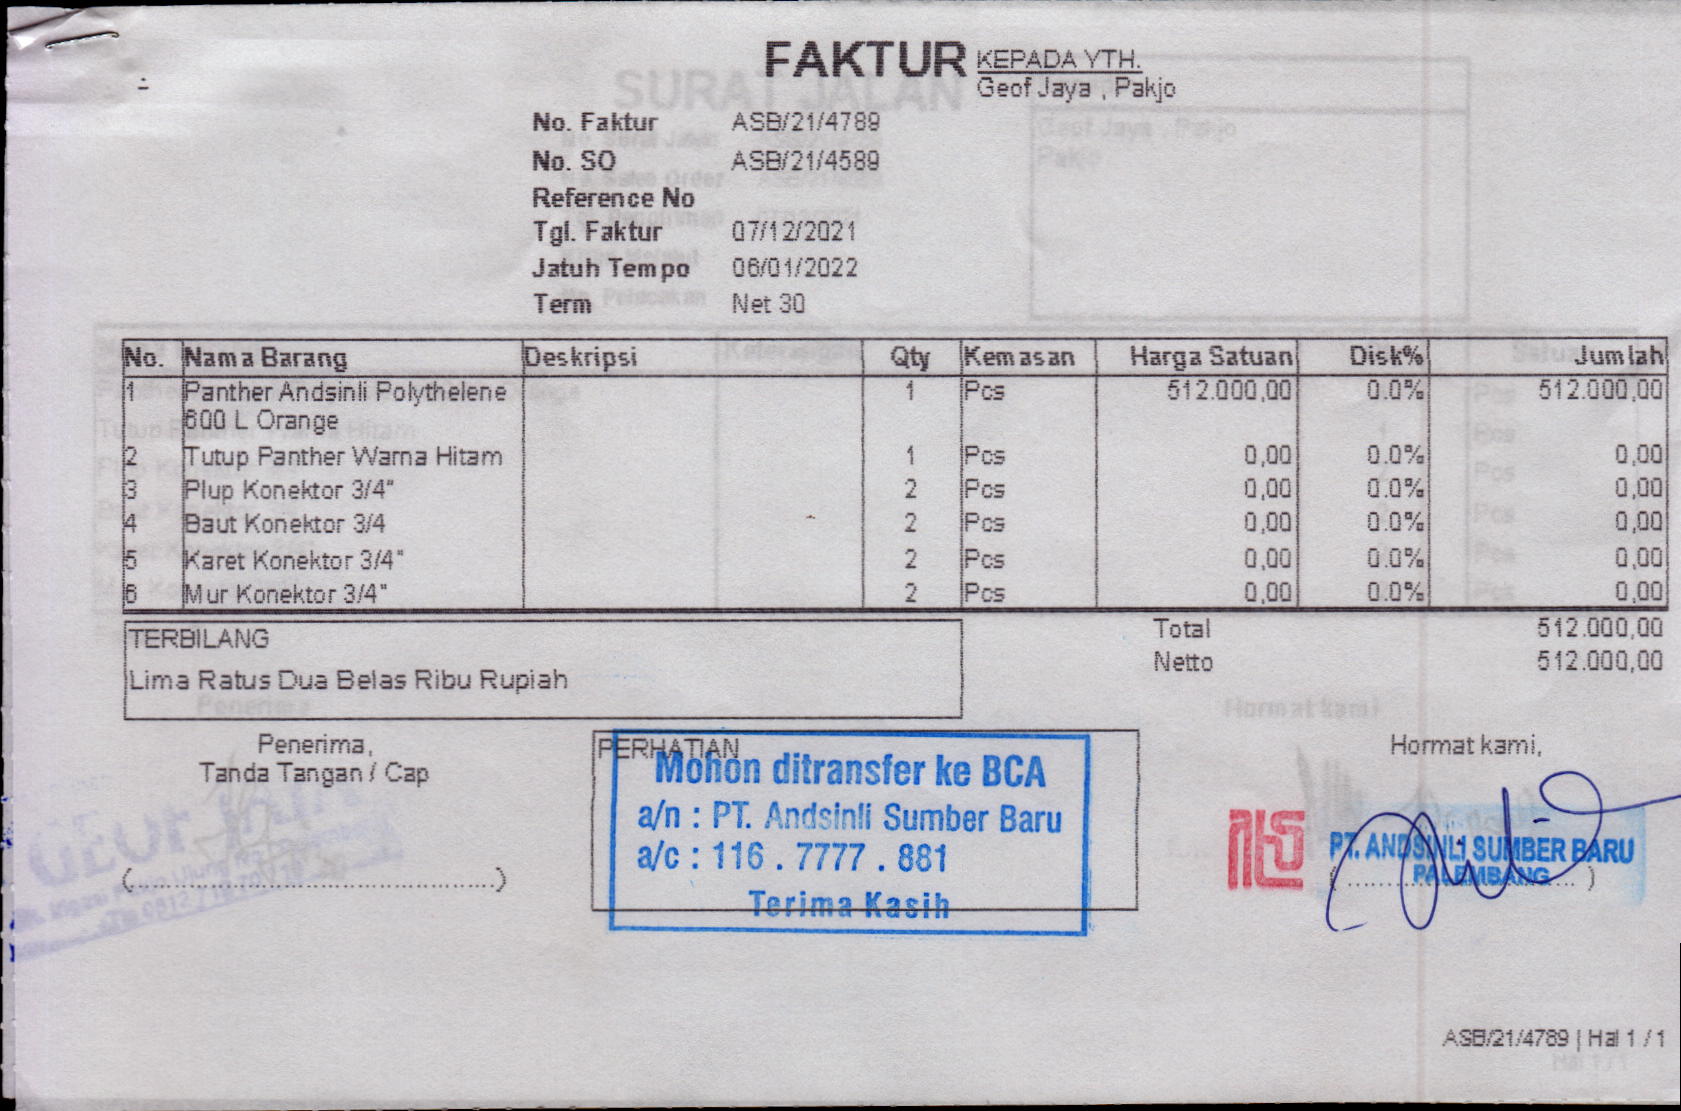 FAKTUR
KEPADA YTH.
Geof Jaya , Pakjo
No. Faktur ASB/21/4789
No. SO ASB/21/4589
Reference No
Tgl. Faktur 07/12/2021
Jatuh Tempo 06/01/2022
Term Net 30
No. Nama Barang Deskripsi Qty Kemasan Harga Satuan Disk% Jumlah
1 Panther Andsinli Polythelene 1 Pcs 512.000,00 0.0% 512.000,00
600 L Orange
2 Tutup Panther Warna Hitam 1 Pcs 0,00 0.0% 0,00
3 Plup Konektor 3/4" 2 Pcs 0,00 0.0% 0,00
4 Baut Konektor 3/4 2 Pcs 0,00 0.0% 0,00
5 Karet Konektor 3/4" 2 Pcs 0,00 0.0% 0,00
6 Mur Konektor 3/4" 2 Pcs 0,00 0.0% 0,00
TERBILANG
Lima Ratus Dua Belas Ribu Rupiah
Total 512.000,00
Netto 512.000,00
Penerima,
Tanda Tangan / Cap
(..........................................)
PERHATIAN
Mohon ditransfer ke BCA
a/n : PT. Andsinli Sumber Baru
a/c : 116 . 7777 . 881
Terima Kasih
Hormat kami,
PT. ANDSINLI SUMBER BARU
PALEMBANG
ASB/21/4789 | Hal 1 / 1